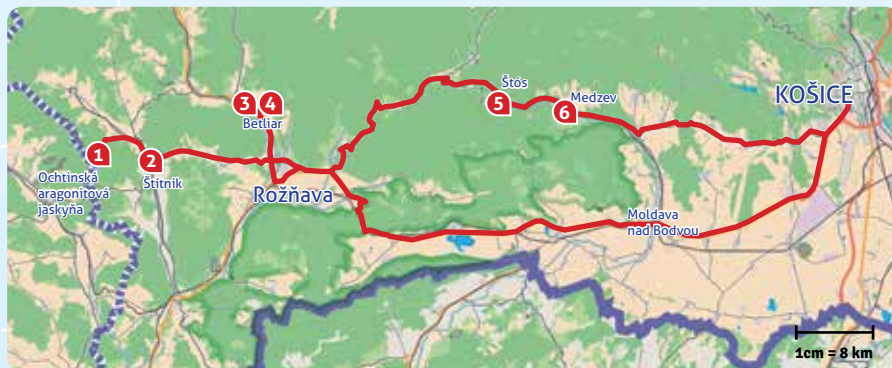 KOŠICE
Štós
5
Medzev
6
3 4
Betliar
1
2
Ochtinská
aragonitová
jaskyňa
Štítnik
Rožňava
Moldava
nad Bodvou
1cm = 8 km